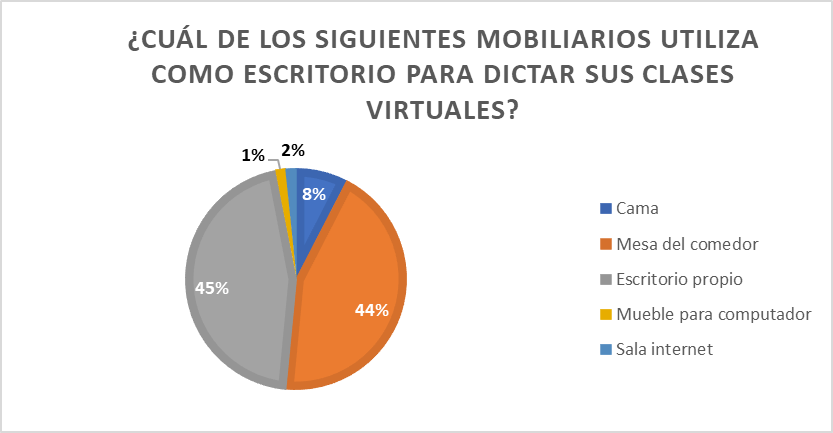 ¿CUÁL DE LOS SIGUIENTES MOBILIARIOS UTILIZA
COMO ESCRITORIO PARA DICTAR SUS CLASES
VIRTUALES?
1%
2%
8%
45%
44%
Cama
Mesa del comedor
Escritorio propio
Mueble para computador
Sala internet